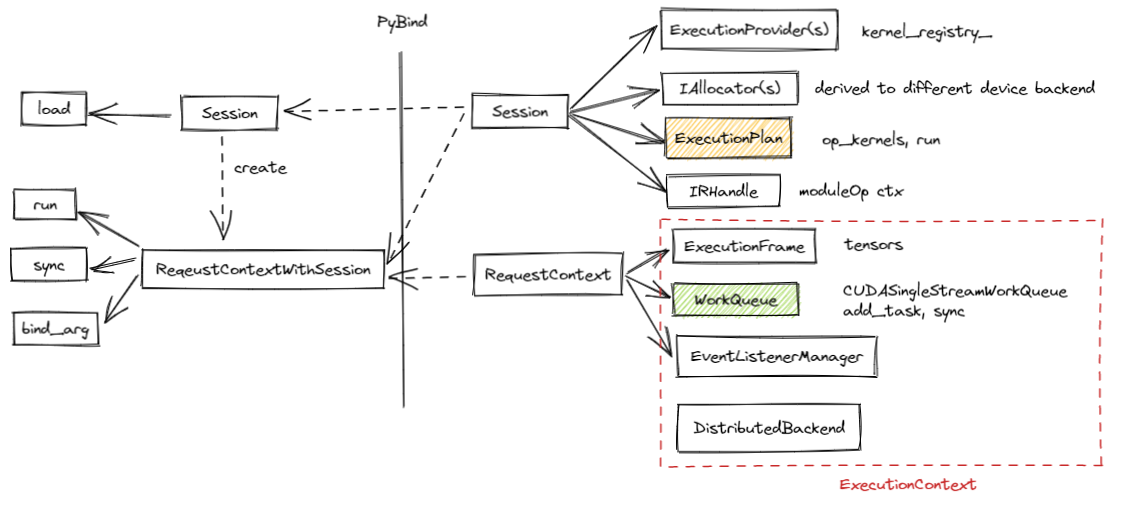 PyBind
ExecutionProvider(s)
kernel_registry_
load
Session
Session
IAllocator(s)
derived to different device backend
ExecutionPlan
op_kernels, run
create
IRHandle
moduleOp ctx
run
sync
bind_arg
ReqeustContextWithSession
RequestContext
ExecutionFrame
tensors
WorkQueue
CUDASingleStreamWorkQueue
add_task, sync
EventListenerManager
DistributedBackend
ExecutionContext